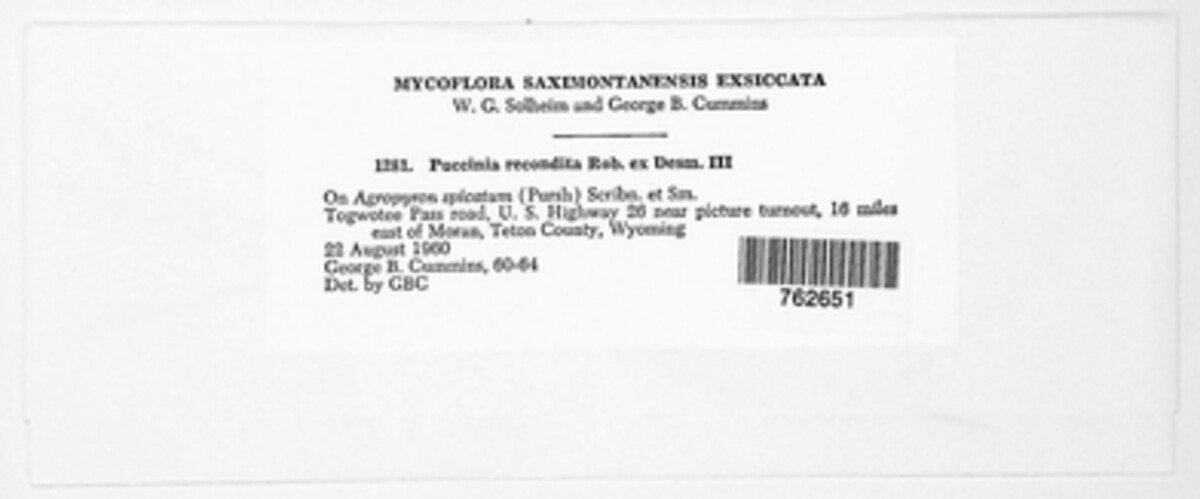 MYCOFLORA SAXIMONTANENSIS EXSICCATA
W. G. Solheim and George B. Cummins
1281. Puccinia recondita Rob. ex Desm. III
On Agropyron spicatum (Pursh) Scribn. et Sm.
Togwotee Pass road, U. S. Highway 26 near picture turnout, 16 miles
east of Moran, Teton County, Wyoming
22 August 1960
George B. Cummins, 60-64
Det. by GBC
762651